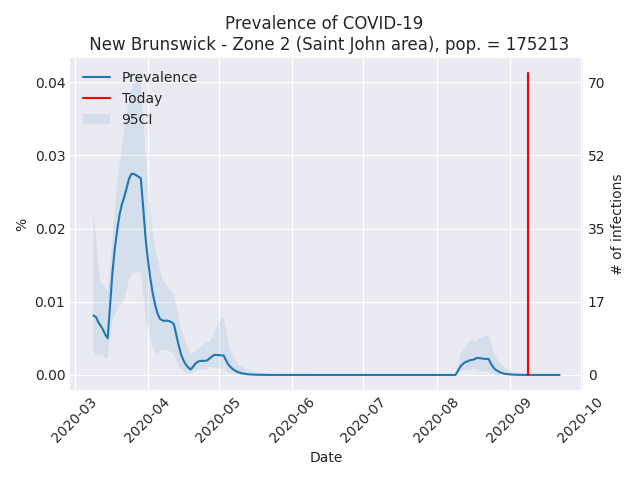 Prevalence of COVID-19
New Brunswick - Zone 2 (Saint John area), pop. = 175213
Prevalence
Today
95CI
0.04
0.03
0.02
0.01
0.00
%
70
52
35
17
0
# of infections
2020-03
2020-04
2020-05
2020-06
2020-07
2020-08
2020-09
2020-10
Date